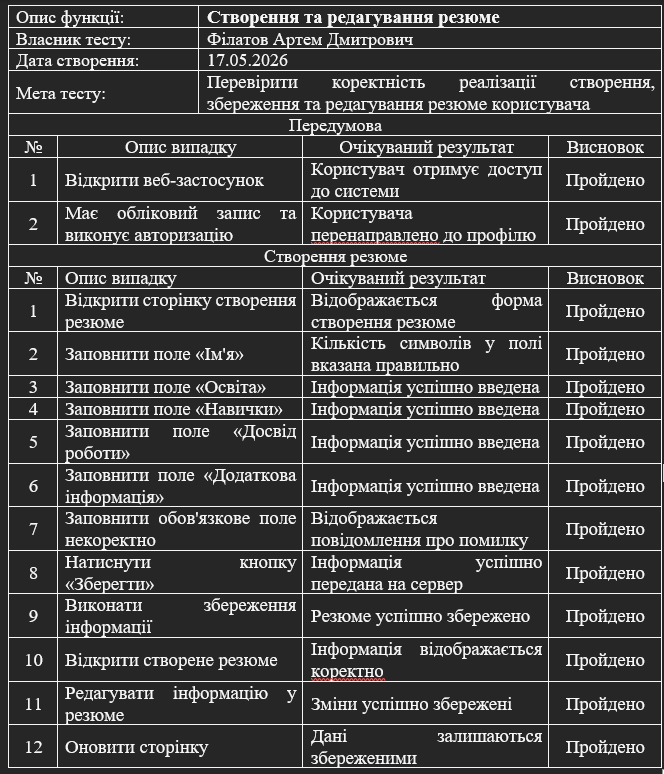 Опис функції: Створення та редагування резюме
Власник тесту: Філатов Артем Дмитрович
Дата створення: 17.05.2026
Мета тесту: Перевірити коректність реалізації створення,
збереження та редагування резюме користувача
Передумова
№ Опис випадку Очікуваний результат Висновок
1 Відкрити веб-застосунок Користувач отримує доступ
до системи Пройдено
2 Має обліковий запис та
виконує авторизацію Користувача
перенаправлено до профілю Пройдено
Створення резюме
№ Опис випадку Очікуваний результат Висновок
1 Відкрити сторінку створення
резюме Відображається форма
створення резюме Пройдено
2 Заповнити поле «Ім'я» Кількість символів у полі
вказана правильно Пройдено
3 Заповнити поле «Освіта» Інформація успішно введена Пройдено
4 Заповнити поле «Навички» Інформація успішно введена Пройдено
5 Заповнити поле «Досвід
роботи» Інформація успішно введена Пройдено
6 Заповнити поле «Додаткова
інформація» Інформація успішно введена Пройдено
7 Заповнити обов'язкове поле
некоректно Відображається
повідомлення про помилку Пройдено
8 Натиснути кнопку
«Зберегти» Інформація успішно
передана на сервер Пройдено
9 Виконати збереження
інформації Резюме успішно збережено Пройдено
10 Відкрити створене резюме Інформація відображається
коректно Пройдено
11 Редагувати інформацію у
резюме Зміни успішно збережені Пройдено
12 Оновити сторінку Дані залишаються
збереженими Пройдено